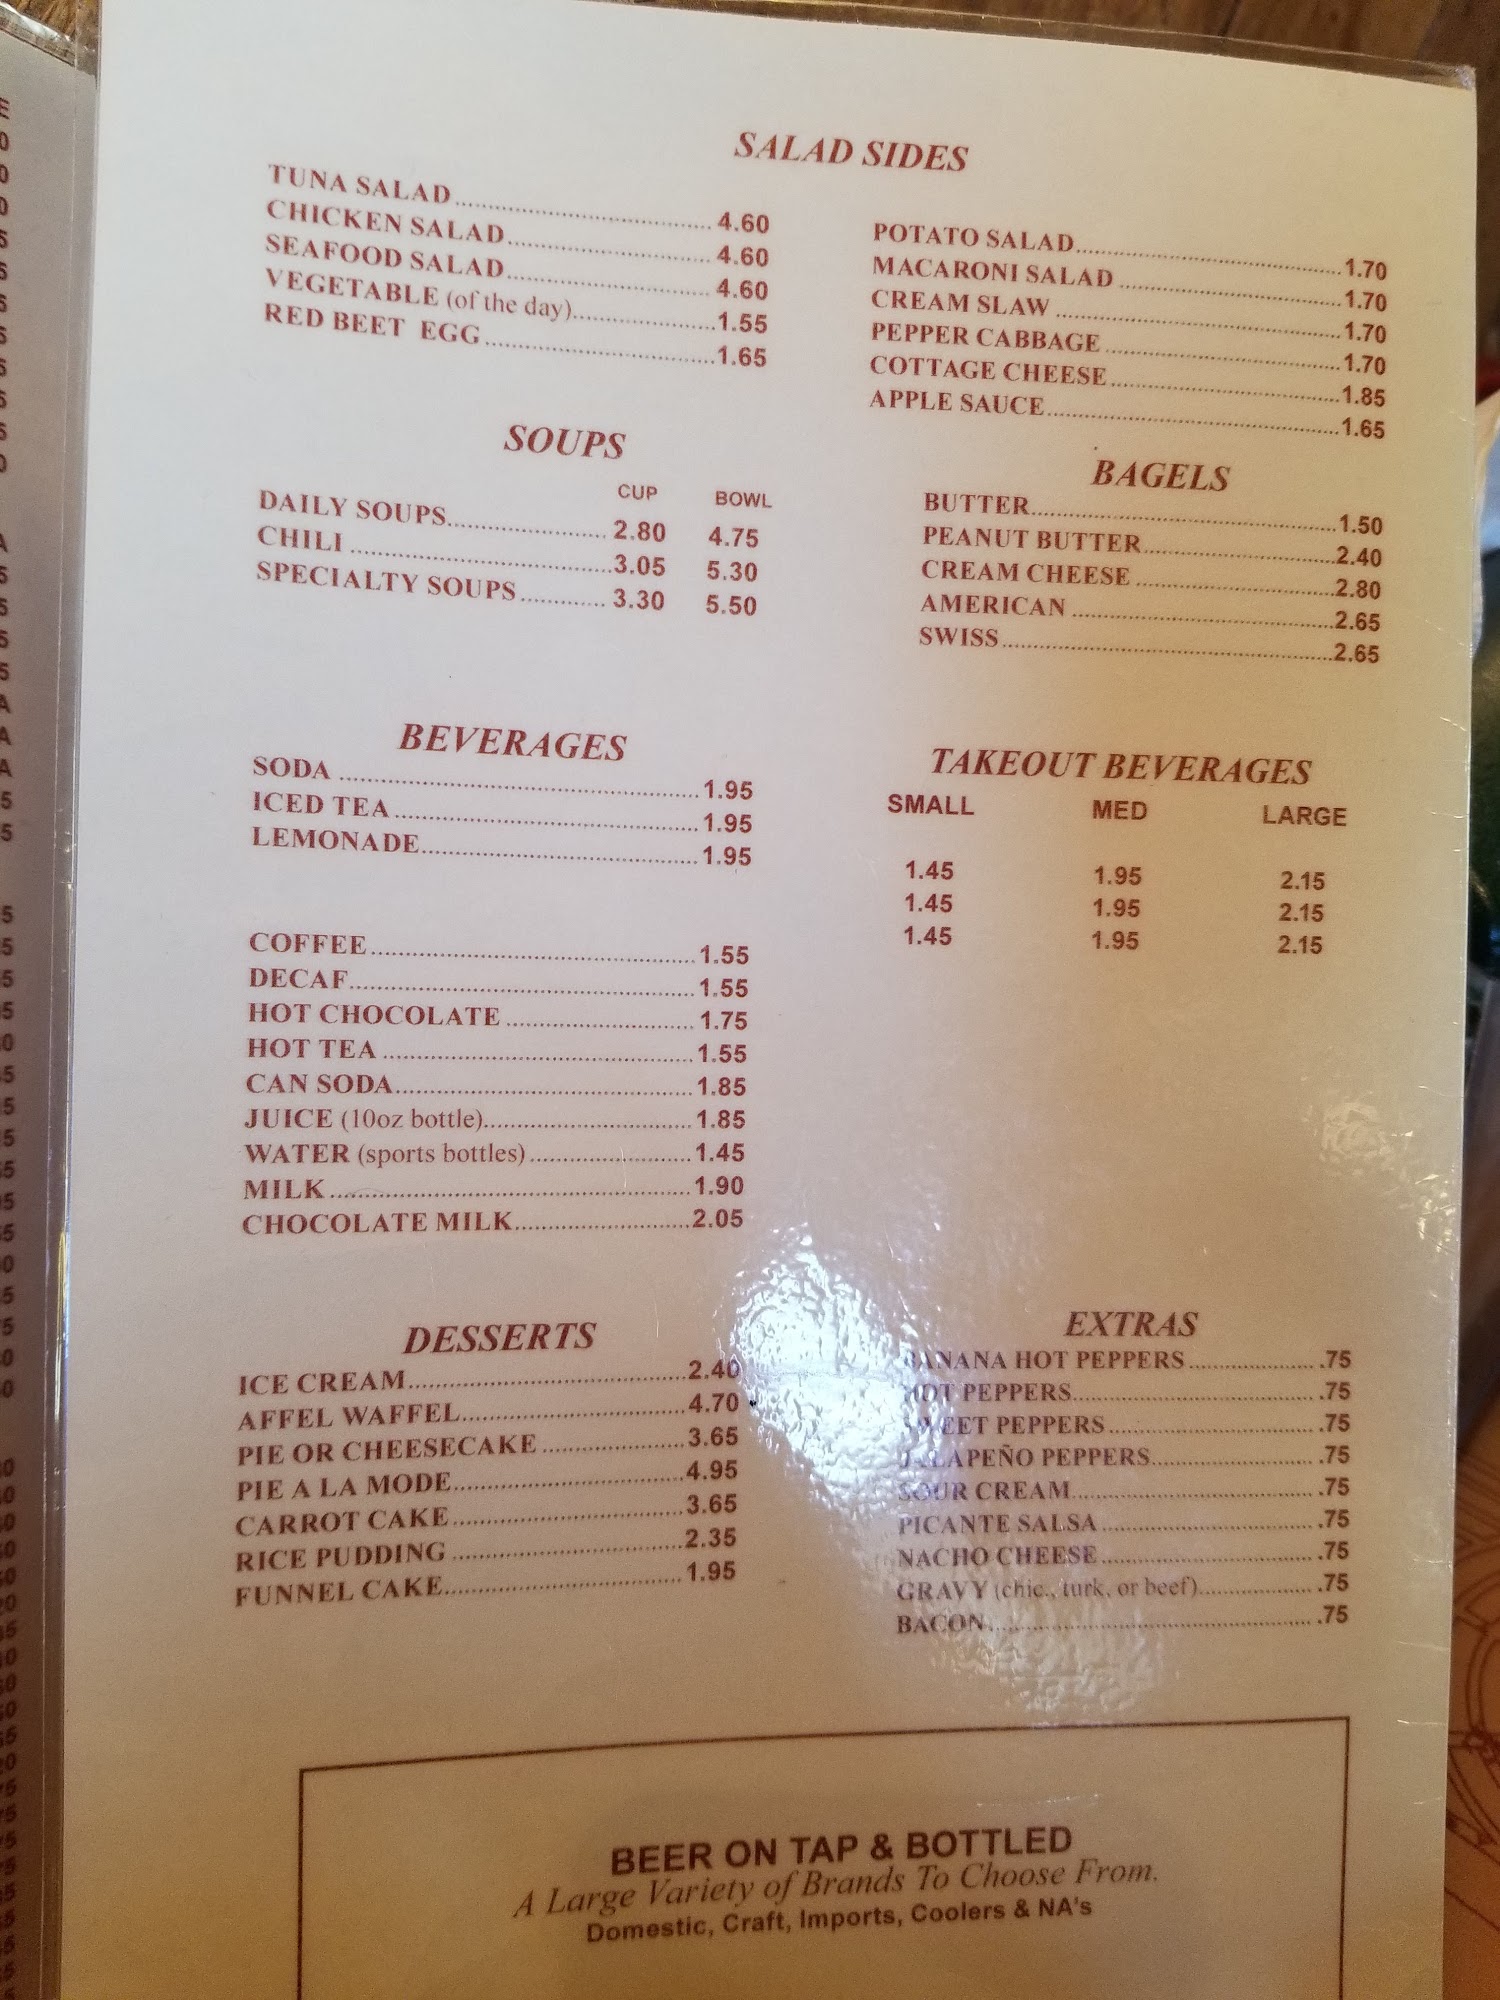 SALAD SIDES
TUNA SALAD 4.60
CHICKEN SALAD 4.60
SEAFOOD SALAD 4.60
VEGETABLE (of the day) 1.55
RED BEET EGG 1.65
POTATO SALAD 1.70
MACARONI SALAD 1.70
CREAM SLAW 1.70
PEPPER CABBAGE 1.70
COTTAGE CHEESE 1.85
APPLE SAUCE 1.65
SOUPS
CUP BOWL
DAILY SOUPS 2.80 4.75
CHILI 3.05 5.30
SPECIALTY SOUPS 3.30 5.50
BAGELS
BUTTER 1.50
PEANUT BUTTER 2.40
CREAM CHEESE 2.80
AMERICAN 2.65
SWISS 2.65
BEVERAGES
SODA 1.95
ICED TEA 1.95
LEMONADE 1.95
COFFEE 1.55
DECAF 1.55
HOT CHOCOLATE 1.75
HOT TEA 1.55
CAN SODA 1.85
JUICE (10oz bottle) 1.85
WATER (sports bottles) 1.45
MILK 1.90
CHOCOLATE MILK 2.05
TAKEOUT BEVERAGES
SMALL MED LARGE
1.45 1.95 2.15
1.45 1.95 2.15
1.45 1.95 2.15
DESSERTS
ICE CREAM 2.40
AFFEL WAFFEL 4.70
PIE OR CHEESECAKE 3.65
PIE A LA MODE 4.95
CARROT CAKE 3.65
RICE PUDDING 2.35
FUNNEL CAKE 1.95
EXTRAS
BANANA HOT PEPPERS .75
HOT PEPPERS .75
SWEET PEPPERS .75
JALAPEÑO PEPPERS .75
SOUR CREAM .75
PICANTE SALSA .75
NACHO CHEESE .75
GRAVY (chic., turk, or beef) .75
BACON .75
BEER ON TAP & BOTTLED
A Large Variety of Brands To Choose From.
Domestic, Craft, Imports, Coolers & NA's